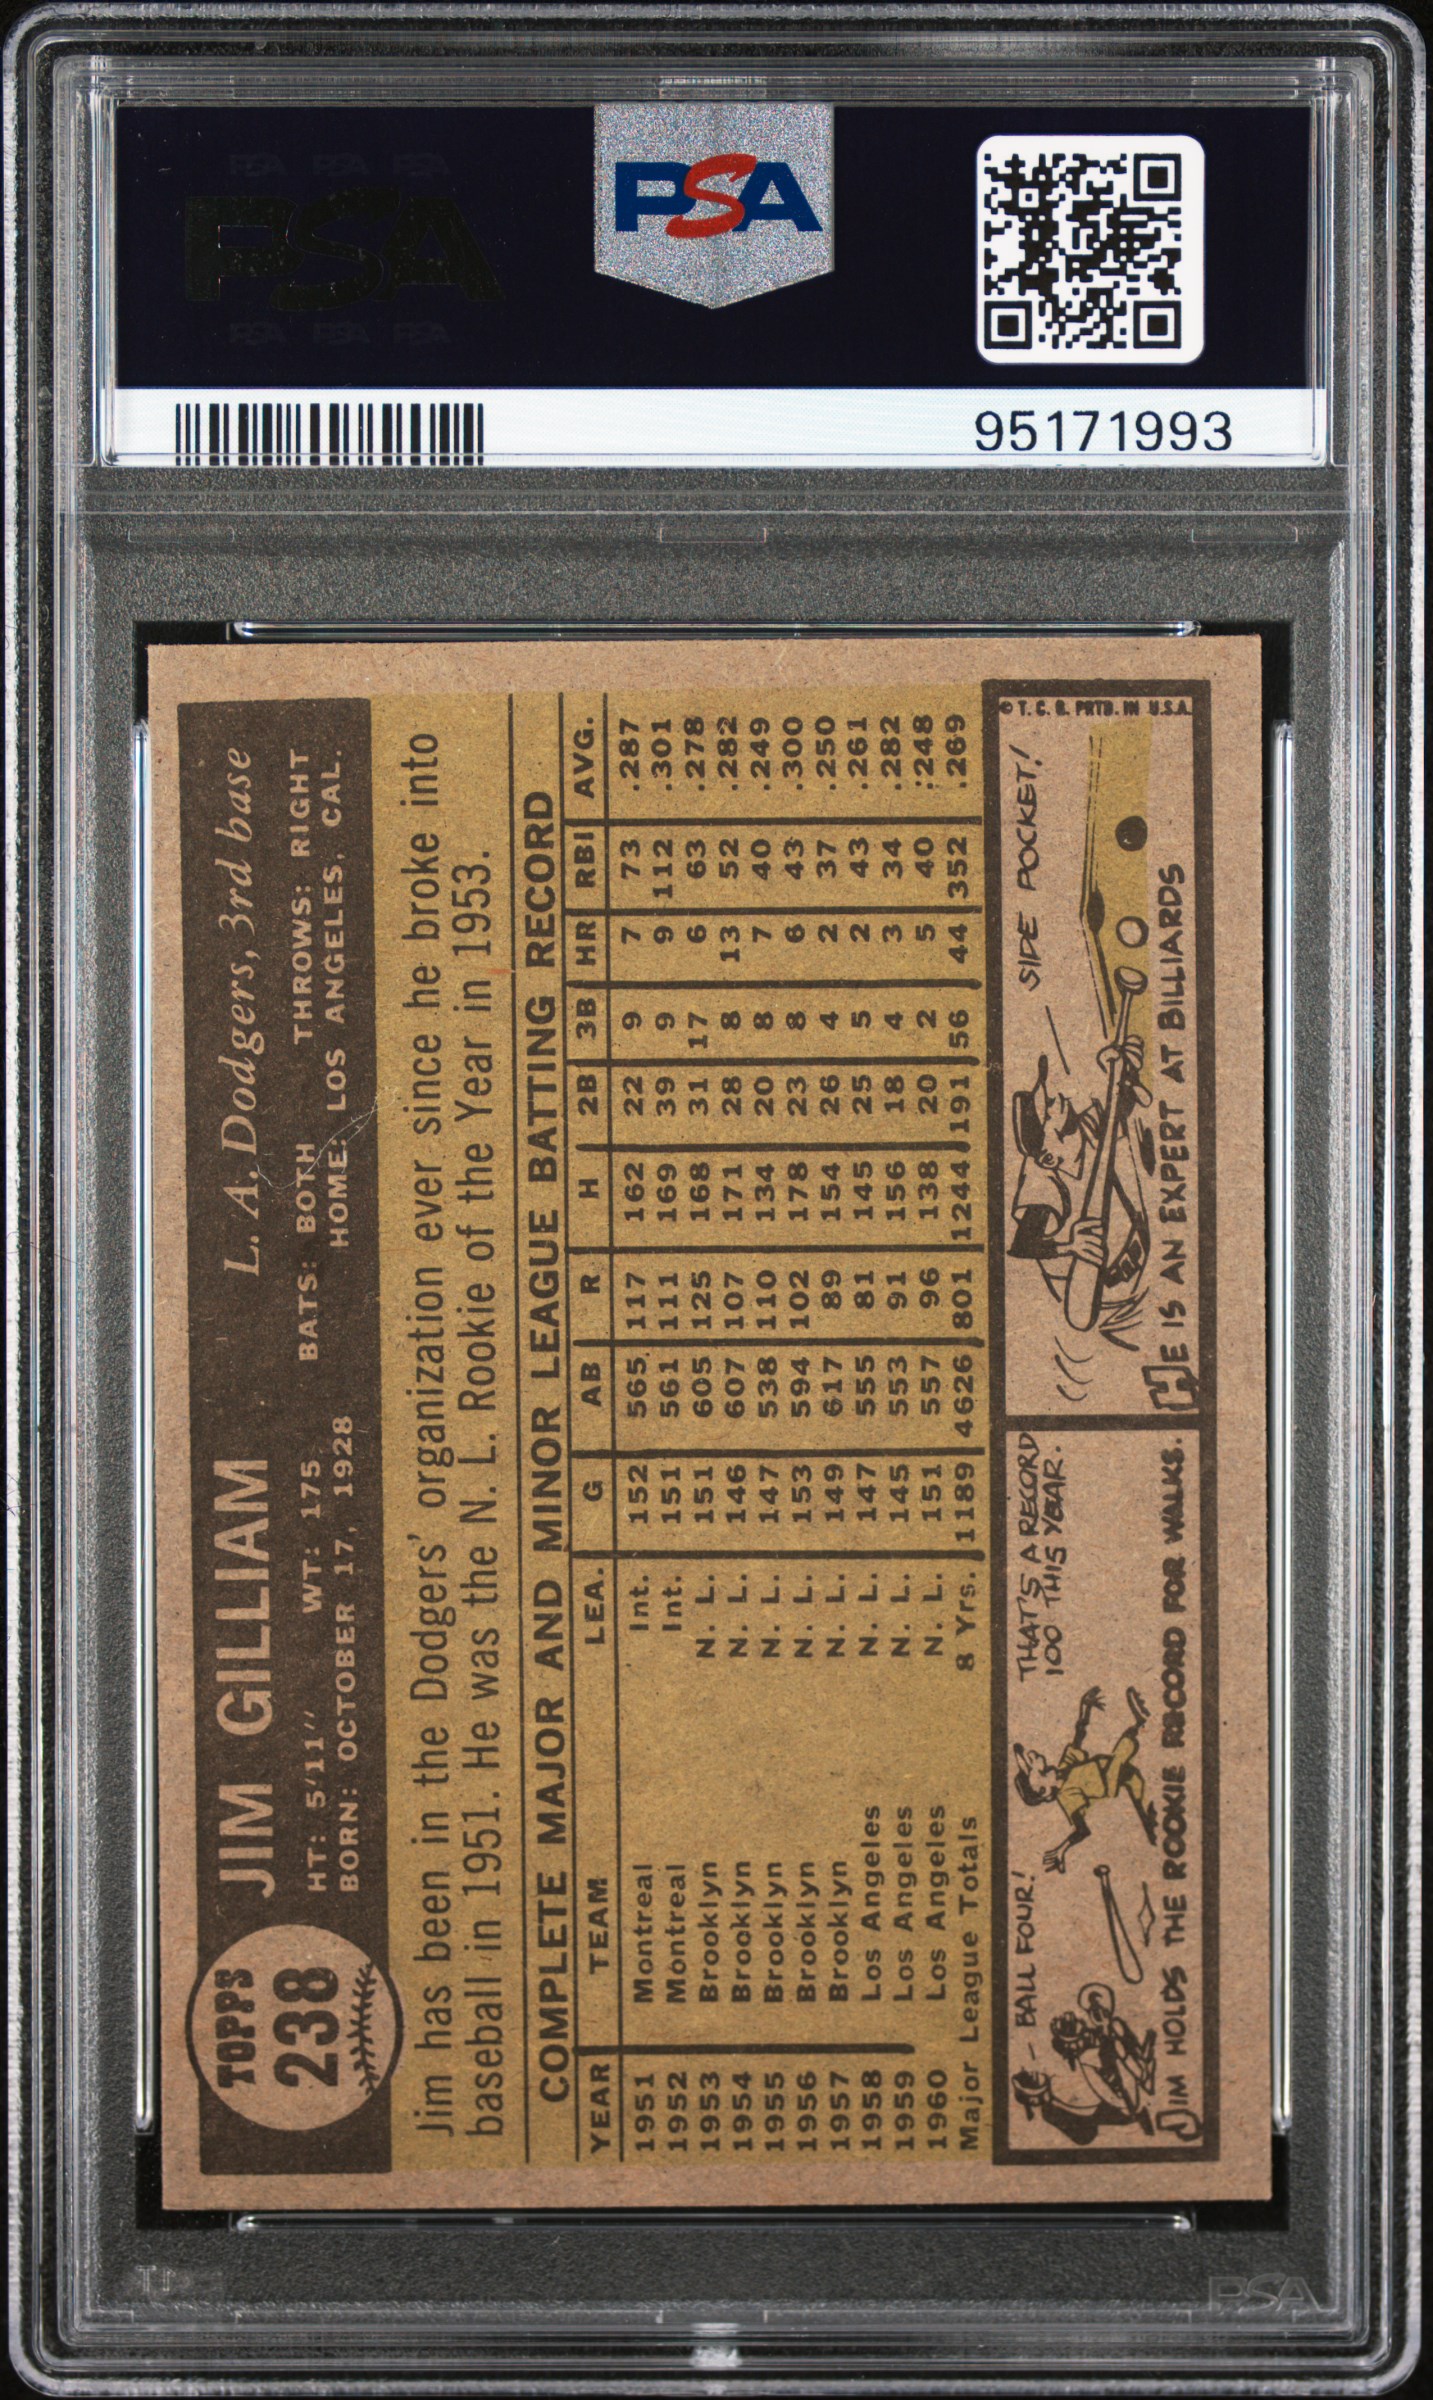 PSA PSA PSA
PSA
PSA PSA PSA
PSA
95171993
TOPPS
238
JIM GILLIAM L. A. Dodgers, 3rd base
HT: 5'11" WT: 175 BATS: BOTH THROWS: RIGHT
BORN: OCTOBER 17, 1928 HOME: LOS ANGELES, CAL.
Jim has been in the Dodgers' organization ever since he broke into
baseball in 1951. He was the N. L. Rookie of the Year in 1953.
COMPLETE MAJOR AND MINOR LEAGUE BATTING RECORD
YEAR TEAM LEA. G AB R H 2B 3B HR RBI AVG.
1951 Montreal Int. 152 565 117 162 22 9 7 73 .287
1952 Montreal Int. 151 561 111 169 39 9 9 112 .301
1953 Brooklyn N. L. 151 605 125 168 31 17 6 63 .278
1954 Brooklyn N. L. 146 607 107 171 28 8 13 52 .282
1955 Brooklyn N. L. 147 538 110 134 20 8 7 40 .249
1956 Brooklyn N. L. 153 594 102 178 23 8 6 43 .300
1957 Brooklyn N. L. 149 617 89 154 26 4 2 37 .250
1958 Los Angeles N. L. 147 555 81 145 25 5 2 43 .261
1959 Los Angeles N. L. 145 553 91 156 18 4 3 34 .282
1960 Los Angeles N. L. 151 557 96 138 20 2 5 40 .248
Major League Totals 8 Yrs. 1189 4626 801 1244 191 56 44 352 .269
BALL FOUR!
THAT'S A RECORD
100 THIS YEAR.
JIM HOLDS THE ROOKIE RECORD FOR WALKS.
SIDE POCKET!
HE IS AN EXPERT AT BILLIARDS
© T. C. G. PRTD. IN U.S.A.
PSA